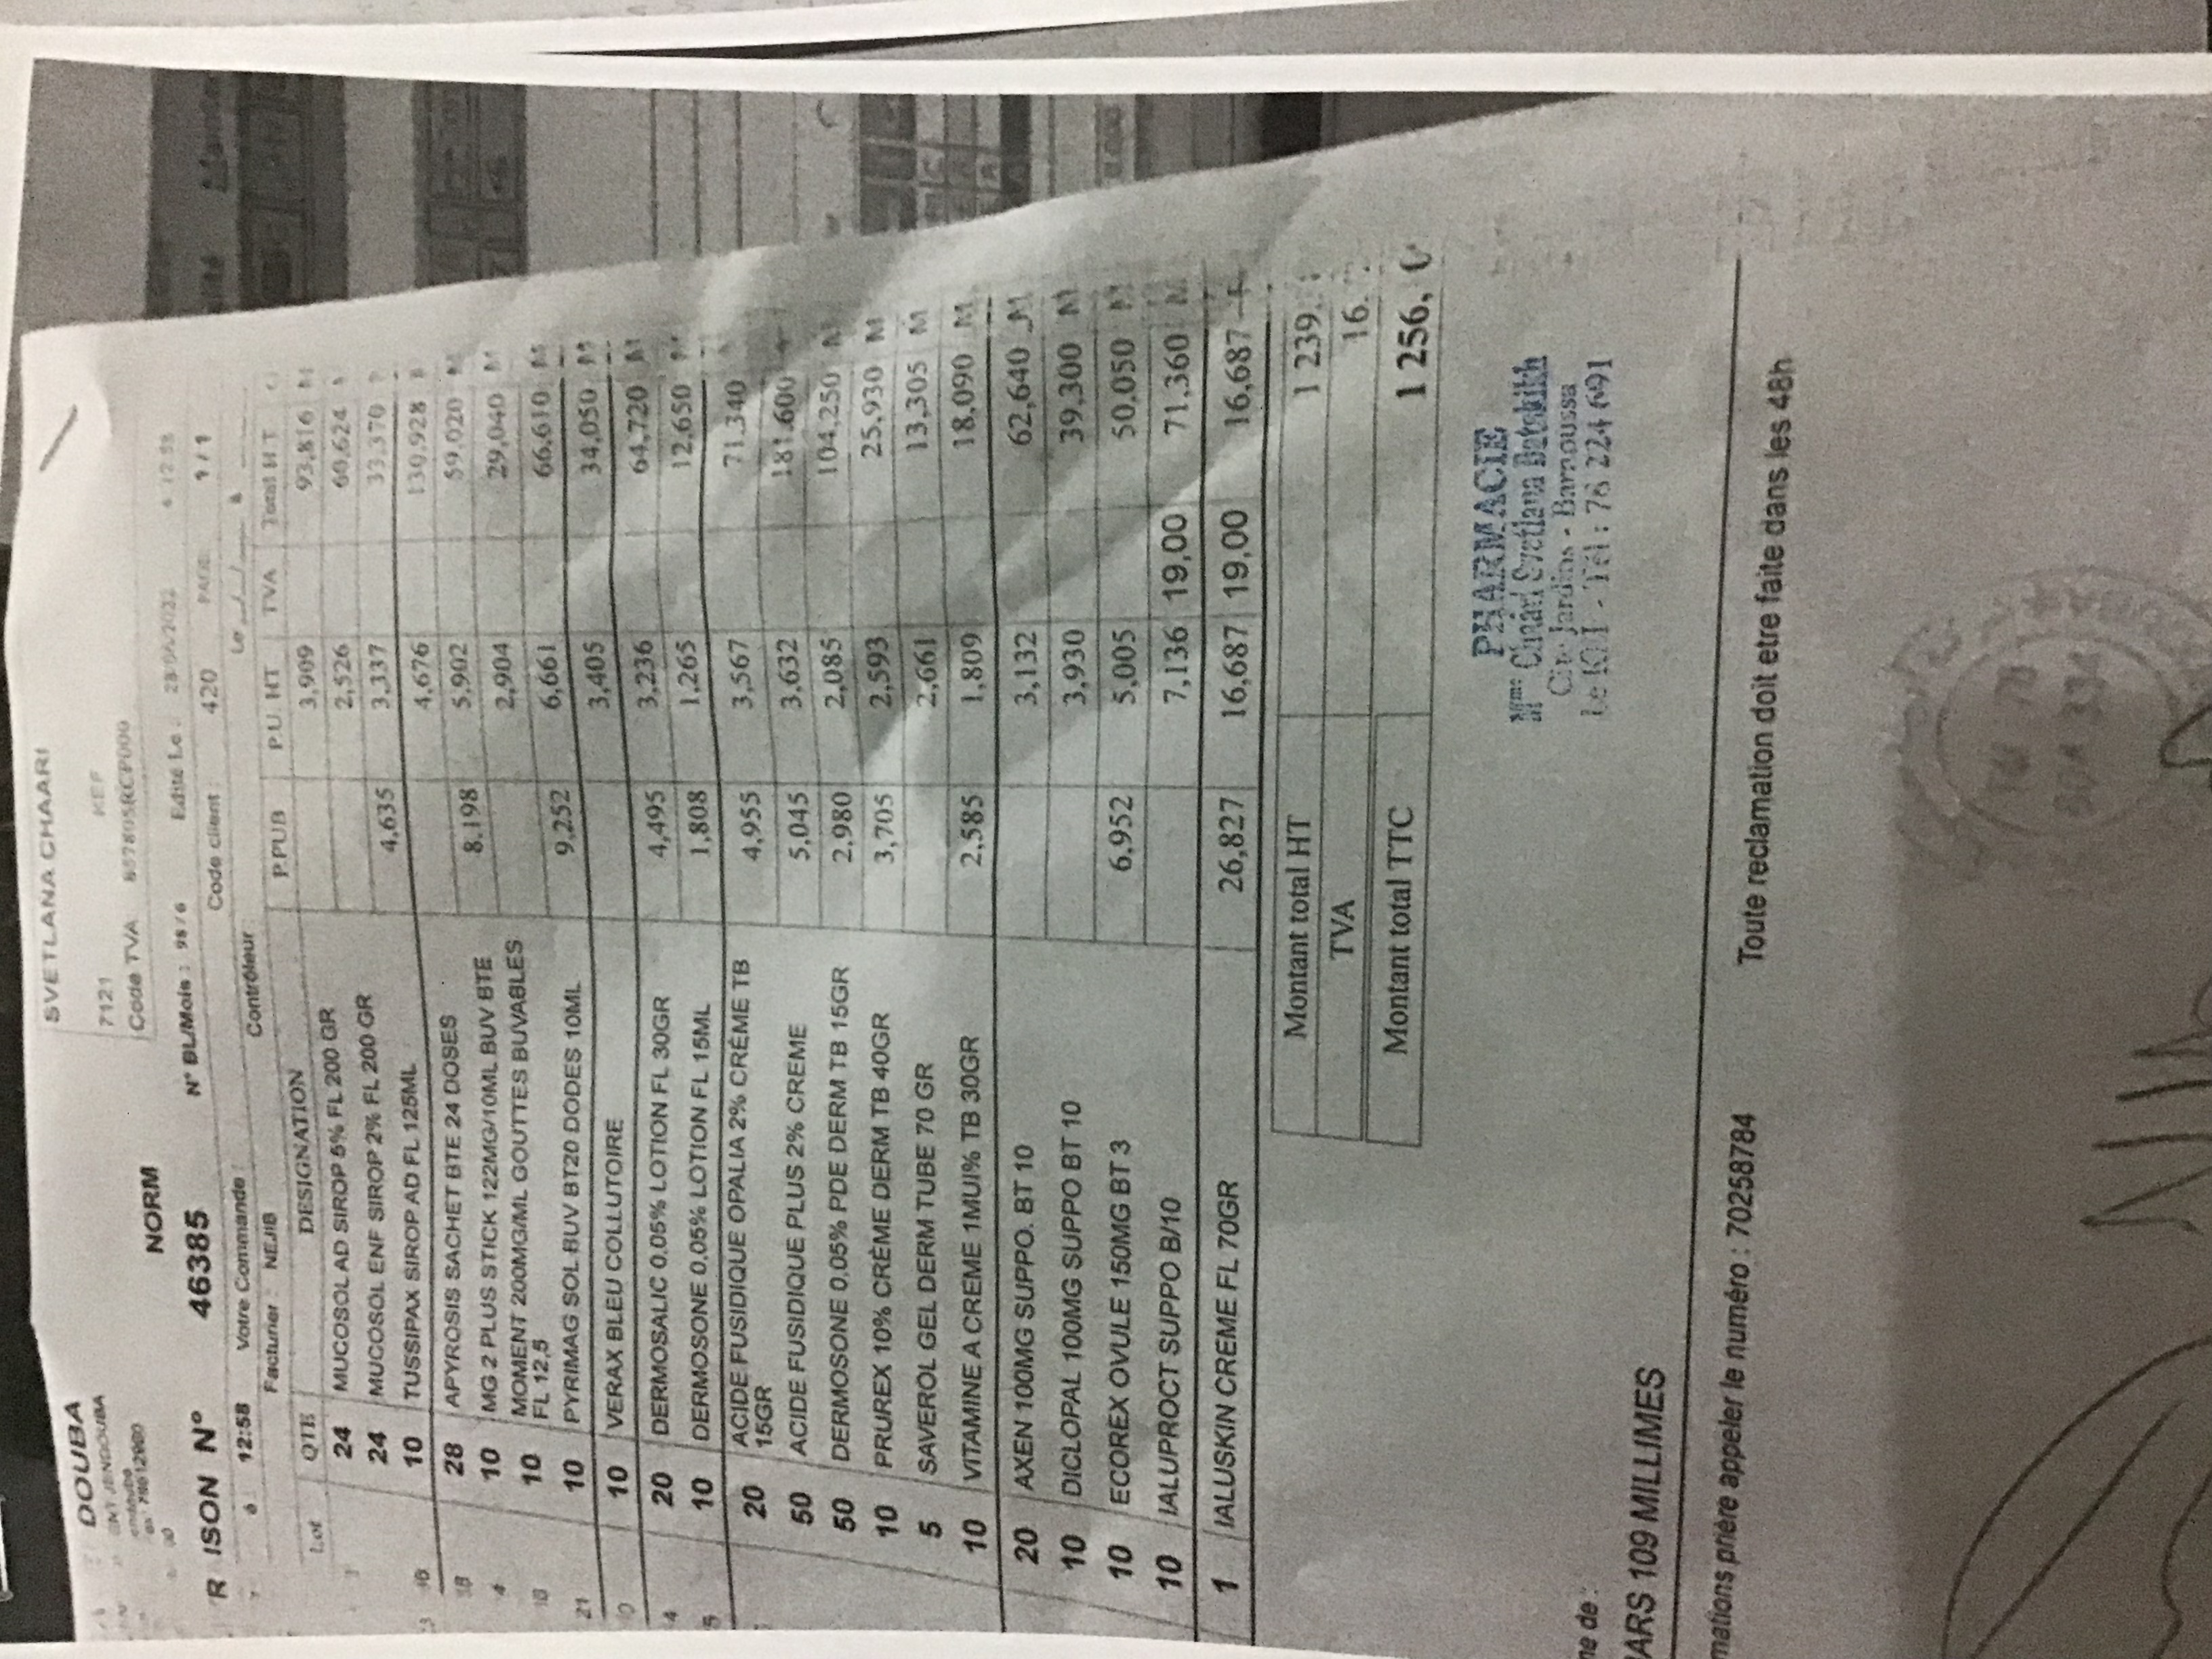 SVETLANA CHAARI
DOUBA
7121 KEF
NORM
Code TVA
R ISON N° 46385 N° BL/Mois : 98 / 6 Edité Le :
Code client : 420 PAGE 1 / 1
12:58 Votre Commande :
Facturier : NEJIB Contrôleur : Le
Lot QTE DESIGNATION P.PUB P.U. HT TVA Total H T
24 MUCOSOL AD SIROP 5% FL 200 GR 3,909 93,816 M
24 MUCOSOL ENF SIROP 2% FL 200 GR 2,526 60,624
10 TUSSIPAX SIROP AD FL 125ML 4,635 3,337 33,370
28 APYROSIS SACHET BTE 24 DOSES 4,676 130,928
10 MG 2 PLUS STICK 122MG/10ML BUV BTE 8,198 5,902 59,020 M
10 MOMENT 200MG/ML GOUTTES BUVABLES 2,904 29,040 M
FL 12,5
10 PYRIMAG SOL BUV BT20 DODES 10ML 9,252 6,661 66,610 M
10 VERAX BLEU COLLUTOIRE 3,405 34,050 M
20 DERMOSALIC 0.05% LOTION FL 30GR 4,495 3,236 64,720 M
10 DERMOSONE 0,05% LOTION FL 15ML 1,808 1,265 12,650 M
20 ACIDE FUSIDIQUE OPALIA 2% CRÈME TB 4,955 3,567 71,340
15GR
50 ACIDE FUSIDIQUE PLUS 2% CREME 5,045 3,632 181,600
50 DERMOSONE 0,05% PDE DERM TB 15GR 2,980 2,085 104,250 M
10 PRUREX 10% CRÈME DERM TB 40GR 3,705 2,593 25,930 M
5 SAVEROL GEL DERM TUBE 70 GR 2,661 13,305 M
10 VITAMINE A CREME 1MUI% TB 30GR 2,585 1,809 18,090 M
20 AXEN 100MG SUPPO. BT 10 3,132 62,640 M
10 DICLOPAL 100MG SUPPO BT 10 3,930 39,300 M
10 ECOREX OVULE 150MG BT 3 6,952 5,005 50,050 M
10 IALUPROCT SUPPO B/10 7,136 19,00 71,360 M
1 IALUSKIN CREME FL 70GR 26,827 16,687 19,00 16,687
Montant total HT 1 239,
TVA 16.
Montant total TTC 1 256,
PHARMACIE
Mme Chaari Svetlana
Cité Jardins - Barnoussa
Le KEF - Tél : 76 224 691
ne de :
ARS 109 MILLIMES
mations prière appeler le numéro : 70258784 Toute reclamation doit etre faite dans les 48h